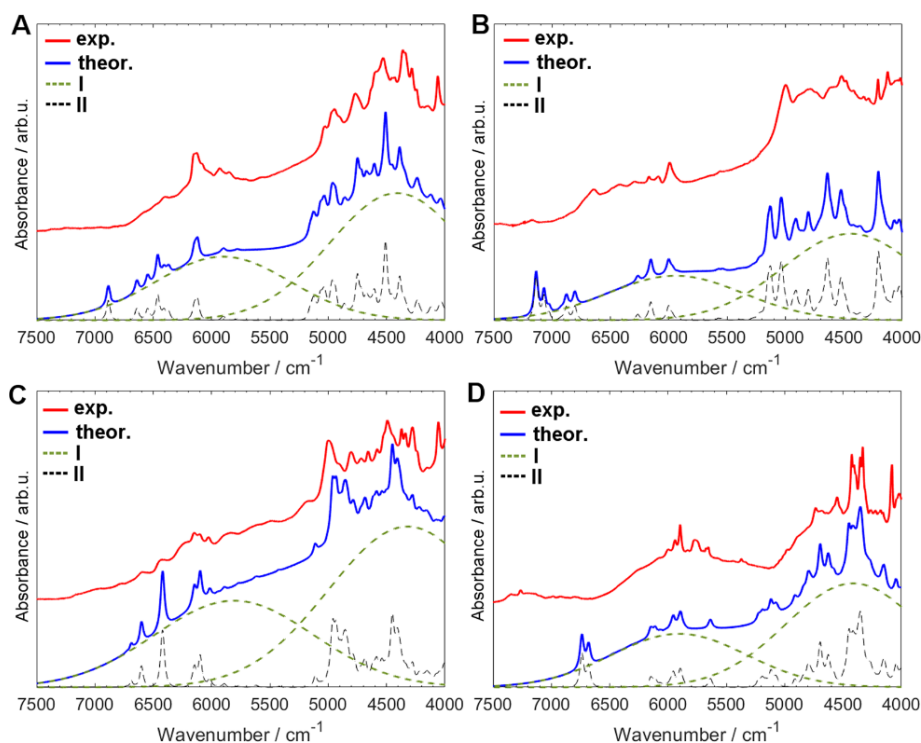 A
exp.
theor.
I
II
Absorbance / arb.u.
7500 7000 6500 6000 5500 5000 4500 4000
Wavenumber / cm-1
B
exp.
theor.
I
II
Absorbance / arb.u.
7500 7000 6500 6000 5500 5000 4500 4000
Wavenumber / cm-1
C
exp.
theor.
I
II
Absorbance / arb.u.
7500 7000 6500 6000 5500 5000 4500 4000
Wavenumber / cm-1
D
exp.
theor.
I
II
Absorbance / arb.u.
7500 7000 6500 6000 5500 5000 4500 4000
Wavenumber / cm-1